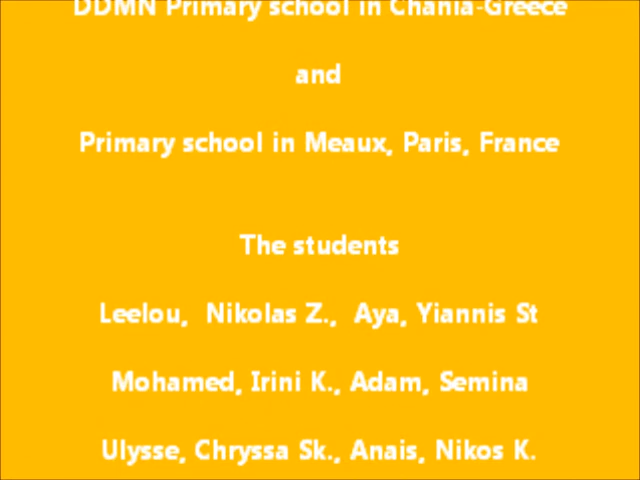 DDMN Primary school in Chania-Greece
and
Primary school in Meaux, Paris, France
The students
Leelou, Nikolas Z., Aya, Yiannis St
Mohamed, Irini K., Adam, Semina
Ulysse, Chryssa Sk., Anais, Nikos K.